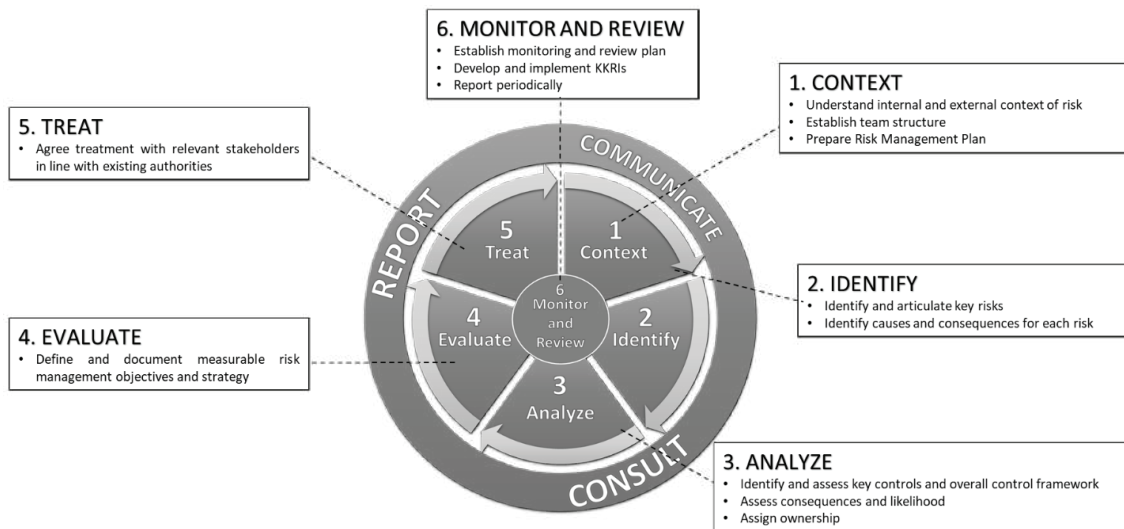 6. MONITOR AND REVIEW
• Establish monitoring and review plan
• Develop and implement KKRIs
• Report periodically
1. CONTEXT
• Understand internal and external context of risk
• Establish team structure
• Prepare Risk Management Plan
5. TREAT
• Agree treatment with relevant stakeholders
in line with existing authorities
2. IDENTIFY
• Identify and articulate key risks
• Identify causes and consequences for each risk
4. EVALUATE
• Define and document measurable risk
management objectives and strategy
3. ANALYZE
• Identify and assess key controls and overall control framework
• Assess consequences and likelihood
• Assign ownership
COMMUNICATE
CONSULT
REPORT
1
Context
2
Identify
3
Analyze
4
Evaluate
5
Treat
6
Monitor
and
Review